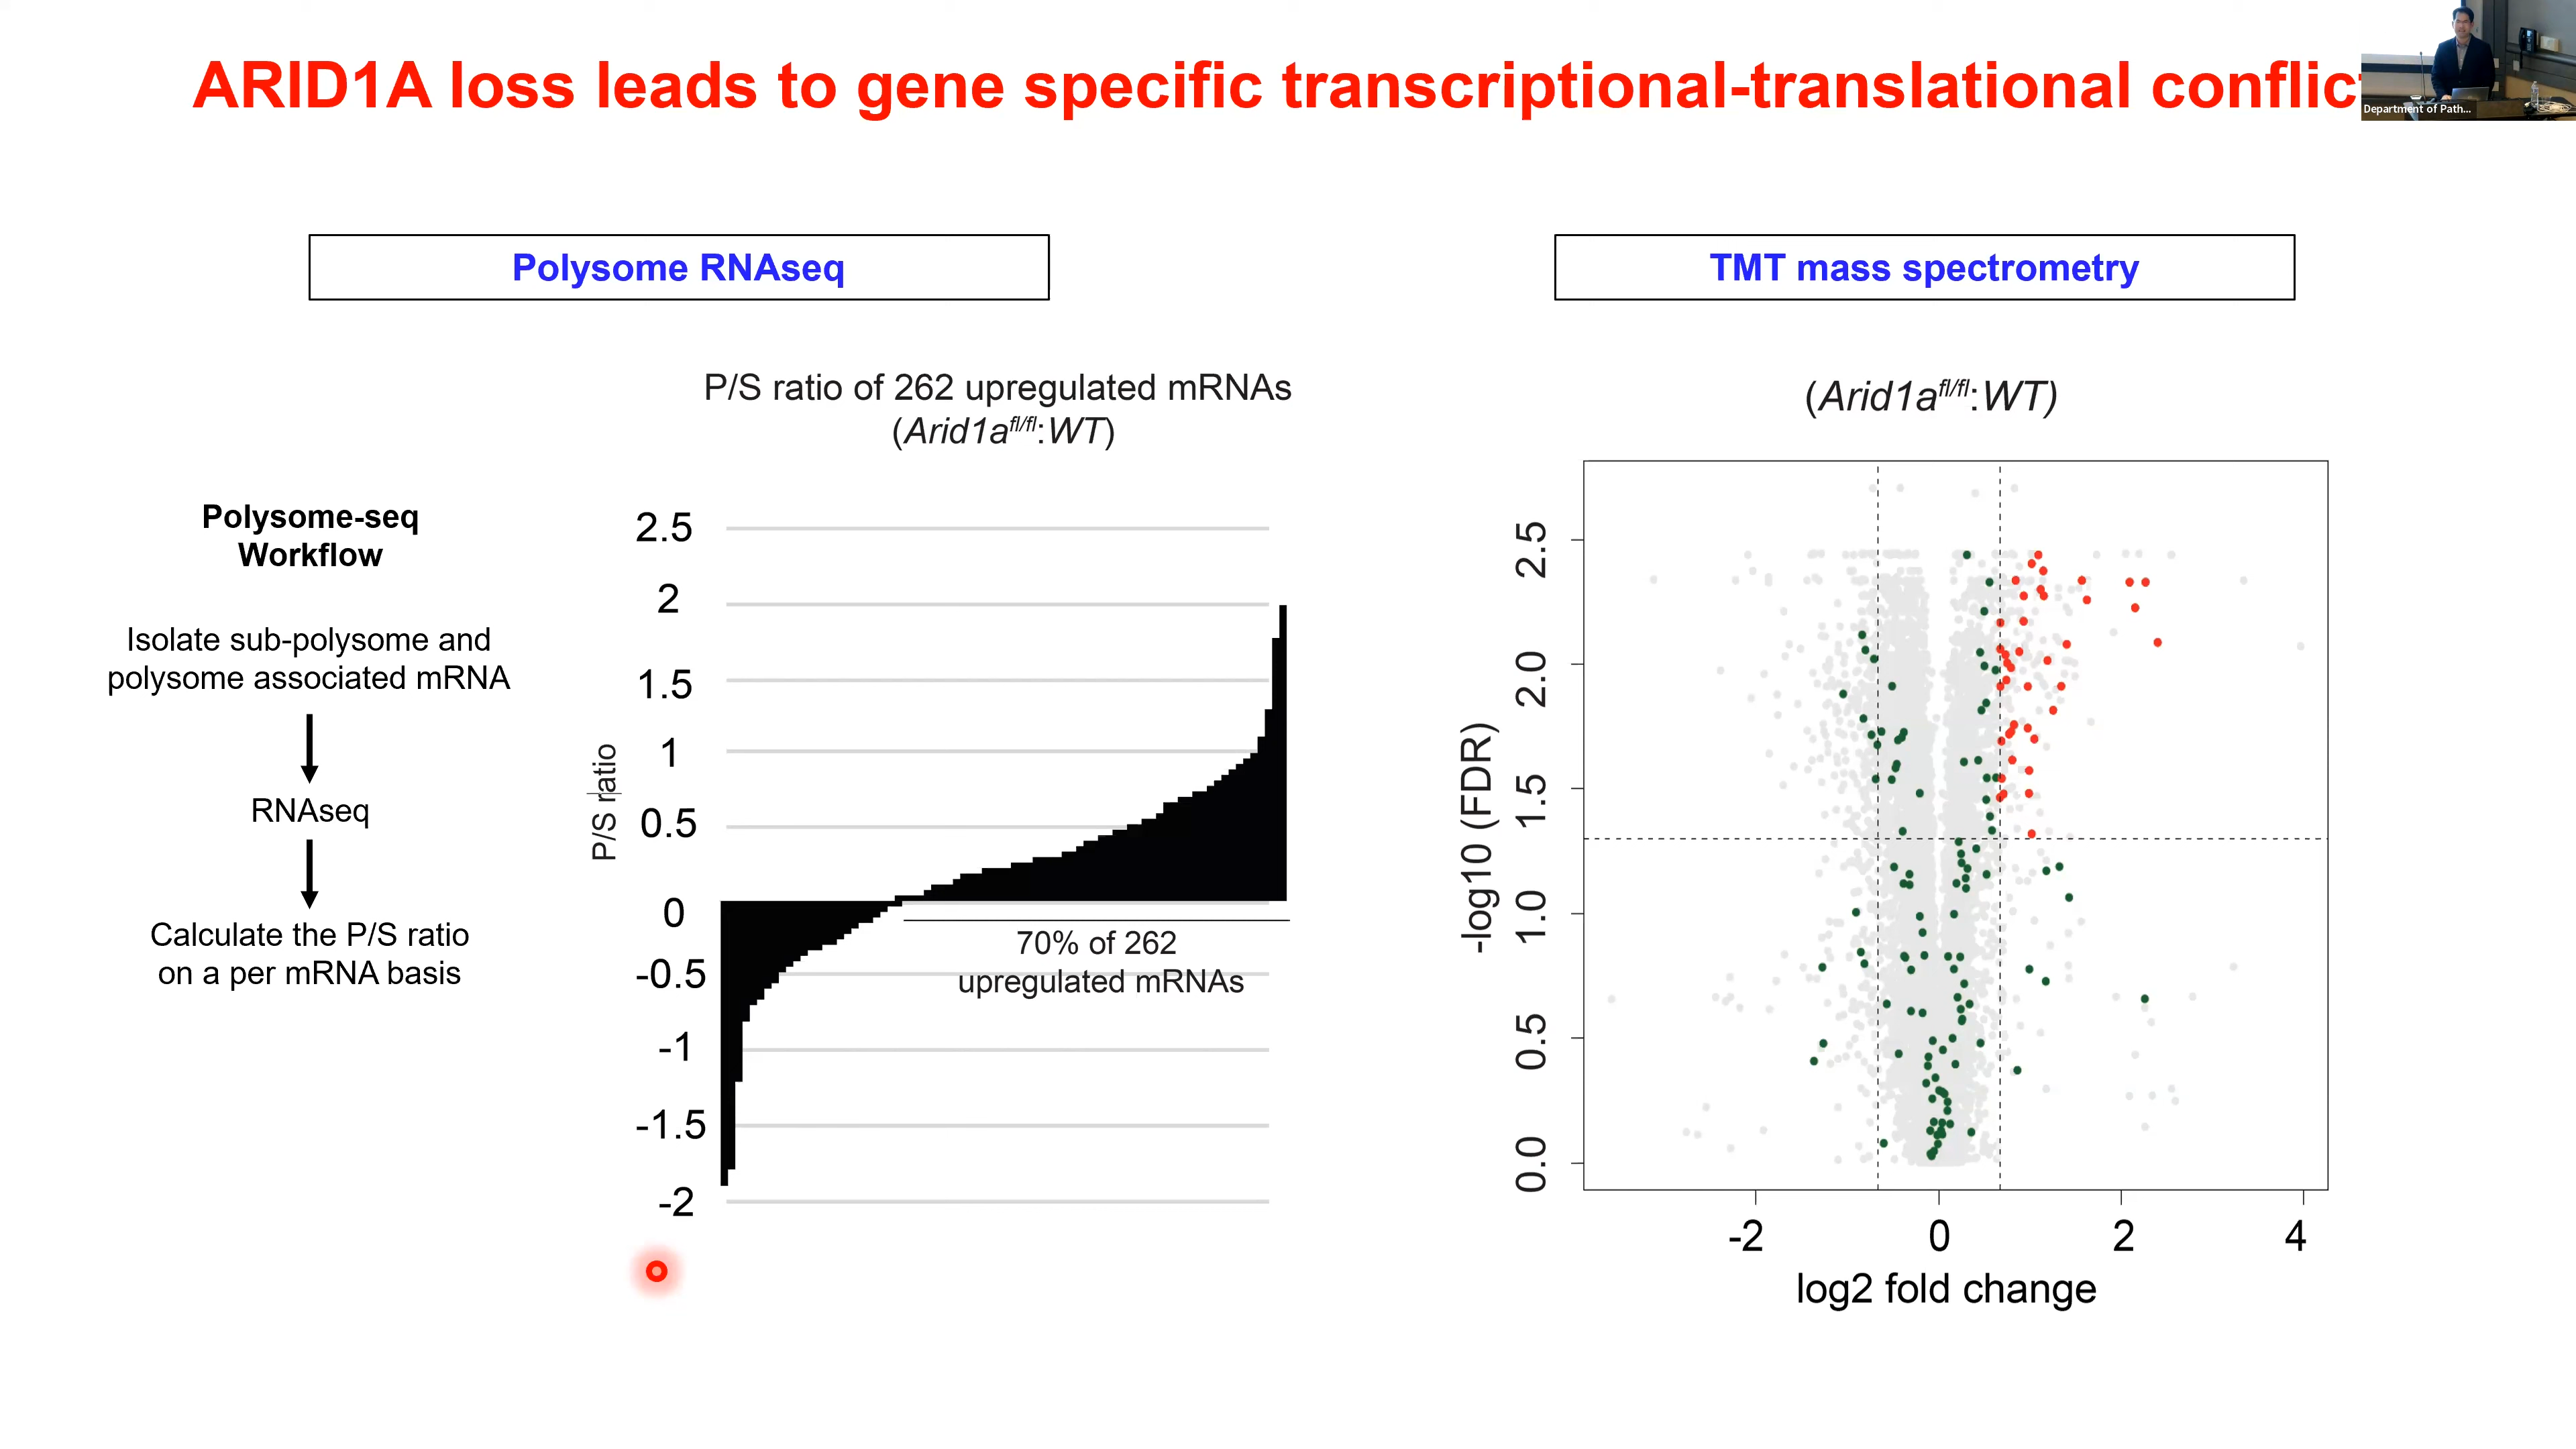 ARID1A loss leads to gene specific transcriptional-translational conflic
Department of Path...
Polysome RNAseq
TMT mass spectrometry
P/S ratio of 262 upregulated mRNAs
(Arid1afl/fl:WT)
(Arid1afl/fl:WT)
Polysome-seq
Workflow
Isolate sub-polysome and
polysome associated mRNA
RNAseq
Calculate the P/S ratio
on a per mRNA basis
P/S ratio
2.5
2
1.5
1
0.5
0
-0.5
-1
-1.5
-2
70% of 262
upregulated mRNAs
-log10 (FDR)
2.5
2.0
1.5
1.0
0.5
0.0
-2
0
2
4
log2 fold change